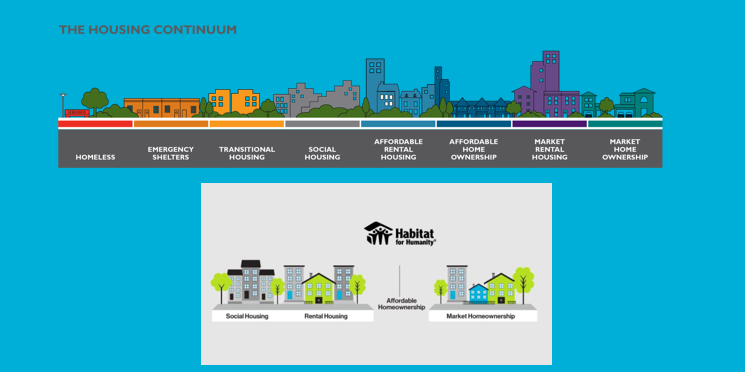 THE HOUSING CONTINUUM
HOMELESS
EMERGENCY
SHELTERS
TRANSITIONAL
HOUSING
SOCIAL
HOUSING
AFFORDABLE
RENTAL
HOUSING
AFFORDABLE
HOME
OWNERSHIP
MARKET
RENTAL
HOUSING
MARKET
HOME
OWNERSHIP
Habitat
for Humanity®
Affordable
Homeownership
Social Housing
Rental Housing
Market Homeownership